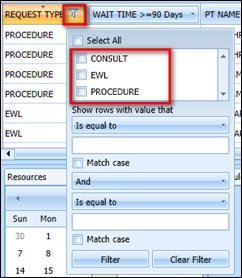 REQUEST TYPE WAIT TIME >=90 Days PT NAME
PROCEDURE
PROCEDURE
PROCEDURE
PROCEDURE
EWL
EWL
Select All
CONSULT
EWL
PROCEDURE
Show rows with value that
Is equal to
Match case
And
Is equal to
Match case
Filter Clear Filter
Resources
Sun Mon
30 1
7 8
14 15